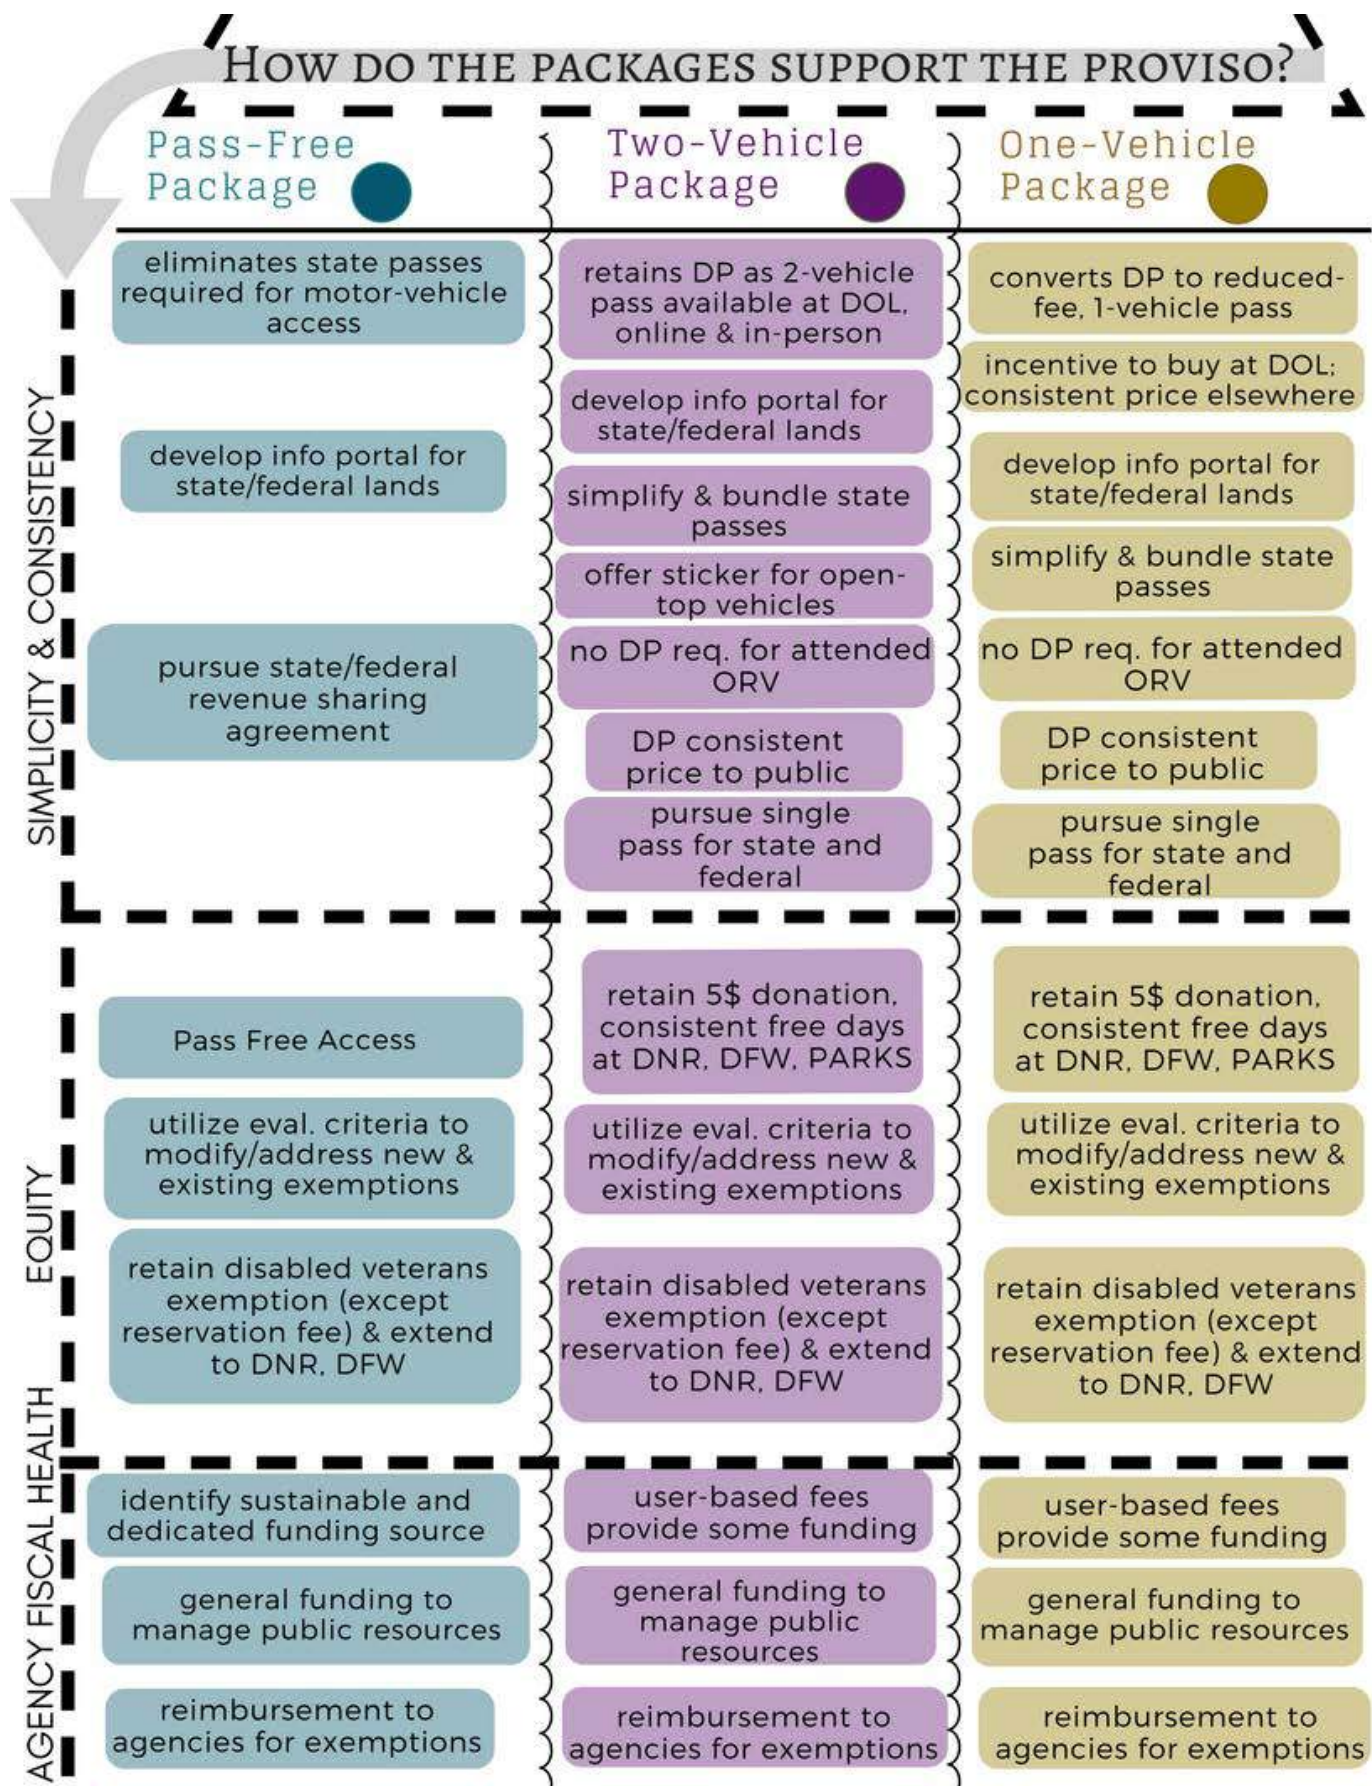 HOW DO THE PACKAGES SUPPORT THE PROVISO?
Pass-Free
Package
Two-Vehicle
Package
One-Vehicle
Package
SIMPLICITY & CONSISTENCY
eliminates state passes
required for motor-vehicle
access
develop info portal for
state/federal lands
pursue state/federal
revenue sharing
agreement
retains DP as 2-vehicle
pass available at DOL,
online & in-person
develop info portal for
state/federal lands
simplify & bundle state
passes
offer sticker for open-
top vehicles
no DP req. for attended
ORV
DP consistent
price to public
pursue single
pass for state and
federal
converts DP to reduced-
fee, 1-vehicle pass
incentive to buy at DOL;
consistent price elsewhere
develop info portal for
state/federal lands
simplify & bundle state
passes
no DP req. for attended
ORV
DP consistent
price to public
pursue single
pass for state and
federal
EQUITY
Pass Free Access
utilize eval. criteria to
modify/address new &
existing exemptions
retain disabled veterans
exemption (except
reservation fee) & extend
to DNR, DFW
retain 5$ donation,
consistent free days
at DNR, DFW, PARKS
utilize eval. criteria to
modify/address new &
existing exemptions
retain disabled veterans
exemption (except
reservation fee) & extend
to DNR, DFW
retain 5$ donation,
consistent free days
at DNR, DFW, PARKS
utilize eval. criteria to
modify/address new &
existing exemptions
retain disabled veterans
exemption (except
reservation fee) & extend
to DNR, DFW
AGENCY FISCAL HEALTH
identify sustainable and
dedicated funding source
general funding to
manage public resources
reimbursement to
agencies for exemptions
user-based fees
provide some funding
general funding to
manage public
resources
reimbursement to
agencies for exemptions
user-based fees
provide some funding
general funding to
manage public resources
reimbursement to
agencies for exemptions